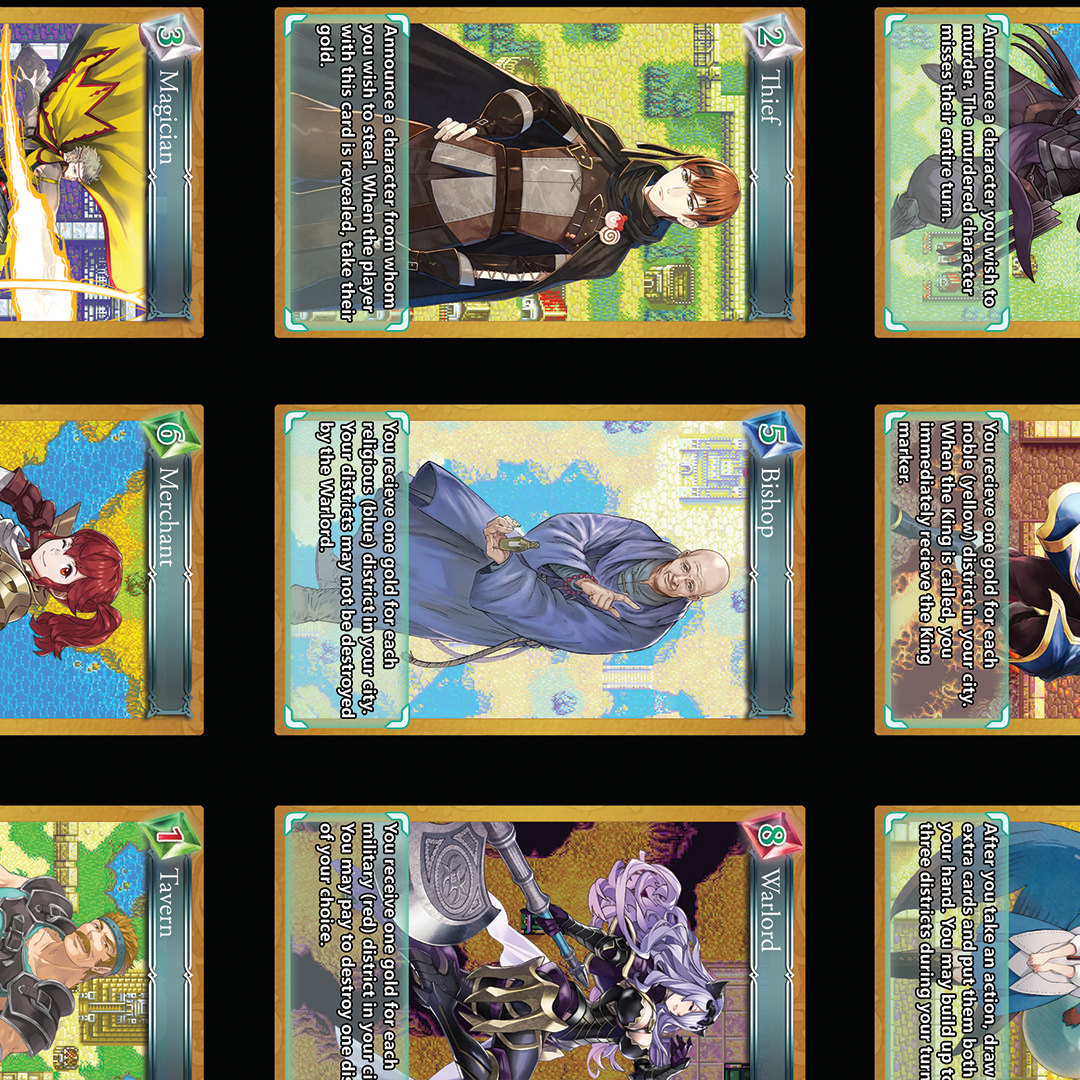 Announce a character you wish to
murder. The murdered character
misses their entire turn.
You recieve one gold for each
noble (yellow) district in your city.
When the King is called, you
immediately recieve the King
marker.
After you take an action, draw
extra cards and put them both
your hand. You may build up to
three districts during your turn
2
Thief
Announce a character from whom
you wish to steal. When the player
with this card is revealed, take their
gold.
5
Bishop
You recieve one gold for each
religious (blue) district in your city.
Your districts may not be destroyed
by the Warlord.
8
Warlord
You receive one gold for each
military (red) district in your ci
You may pay to destroy one dis
of your choice.
3
Magician
6
Merchant
1
Tavern